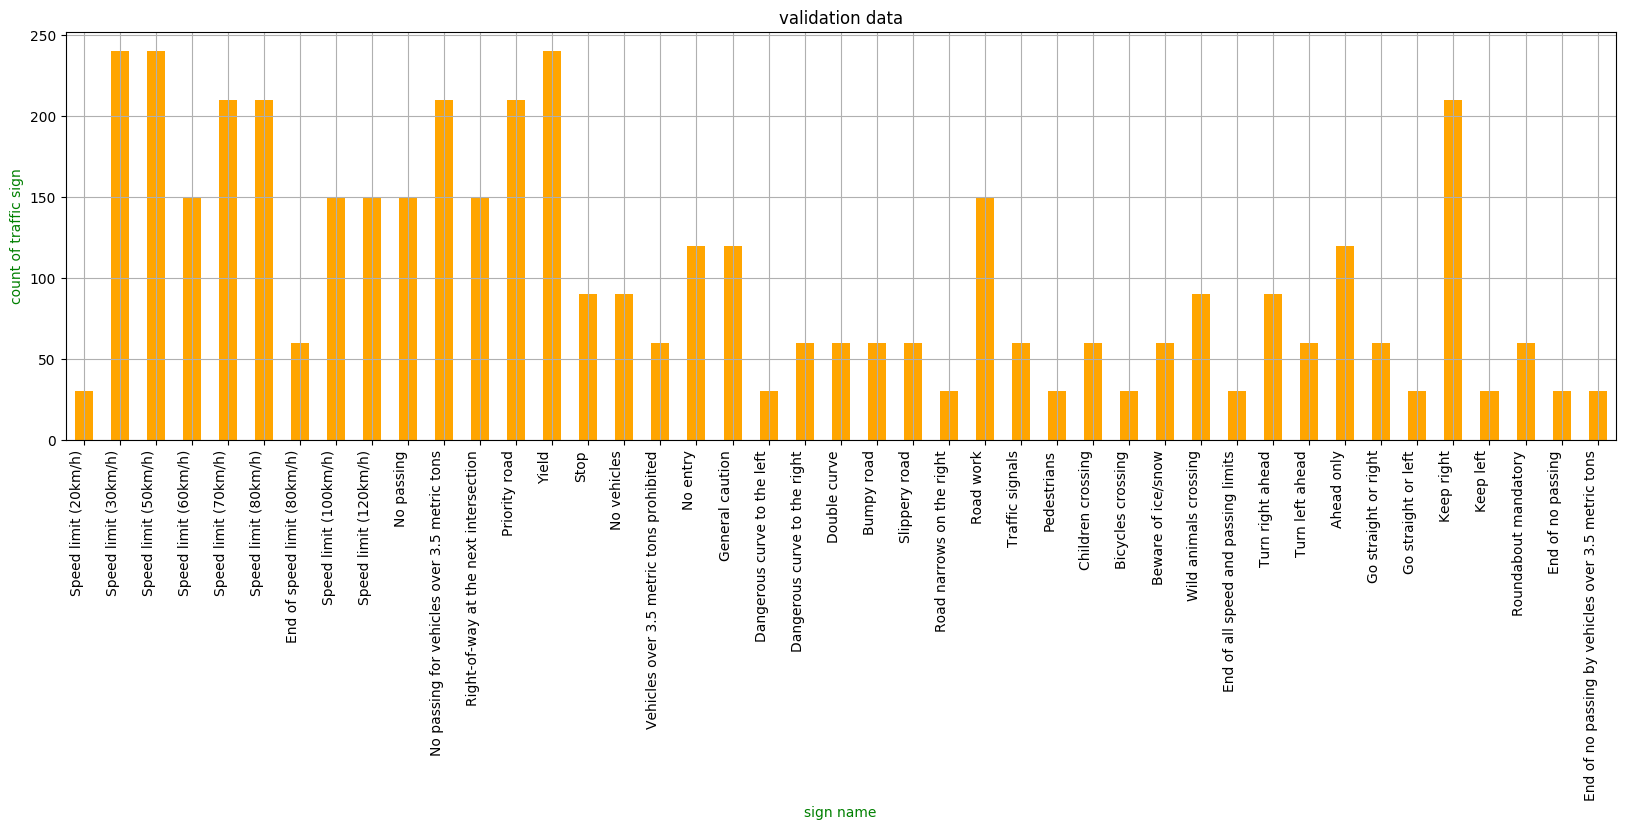 validation data
count of traffic sign
250
200
150
100
50
0
Speed limit (20km/h)
Speed limit (30km/h)
Speed limit (50km/h)
Speed limit (60km/h)
Speed limit (70km/h)
Speed limit (80km/h)
End of speed limit (80km/h)
Speed limit (100km/h)
Speed limit (120km/h)
No passing
No passing for vehicles over 3.5 metric tons
Right-of-way at the next intersection
Priority road
Yield
Stop
No vehicles
Vehicles over 3.5 metric tons prohibited
No entry
General caution
Dangerous curve to the left
Dangerous curve to the right
Double curve
Bumpy road
Slippery road
Road narrows on the right
Road work
Traffic signals
Pedestrians
Children crossing
Bicycles crossing
Beware of ice/snow
Wild animals crossing
End of all speed and passing limits
Turn right ahead
Turn left ahead
Ahead only
Go straight or right
Go straight or left
Keep right
Keep left
Roundabout mandatory
End of no passing
End of no passing by vehicles over 3.5 metric tons
sign name